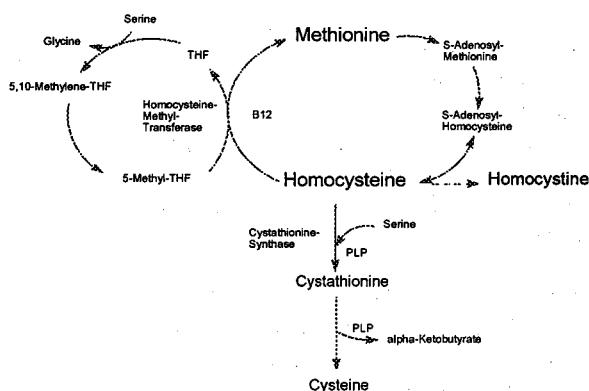 Serine
Glycine
THF
5,10-Methylene-THF
Homocysteine-
Methyl-
Transferase
B12
5-Methyl-THF
Methionine
S-Adenosyl-
Methionine
S-Adenosyl-
Homocysteine
Homocysteine
Homocystine
Cystathionine-
Synthase
Serine
PLP
Cystathionine
PLP
alpha-Ketobutyrate
Cysteine